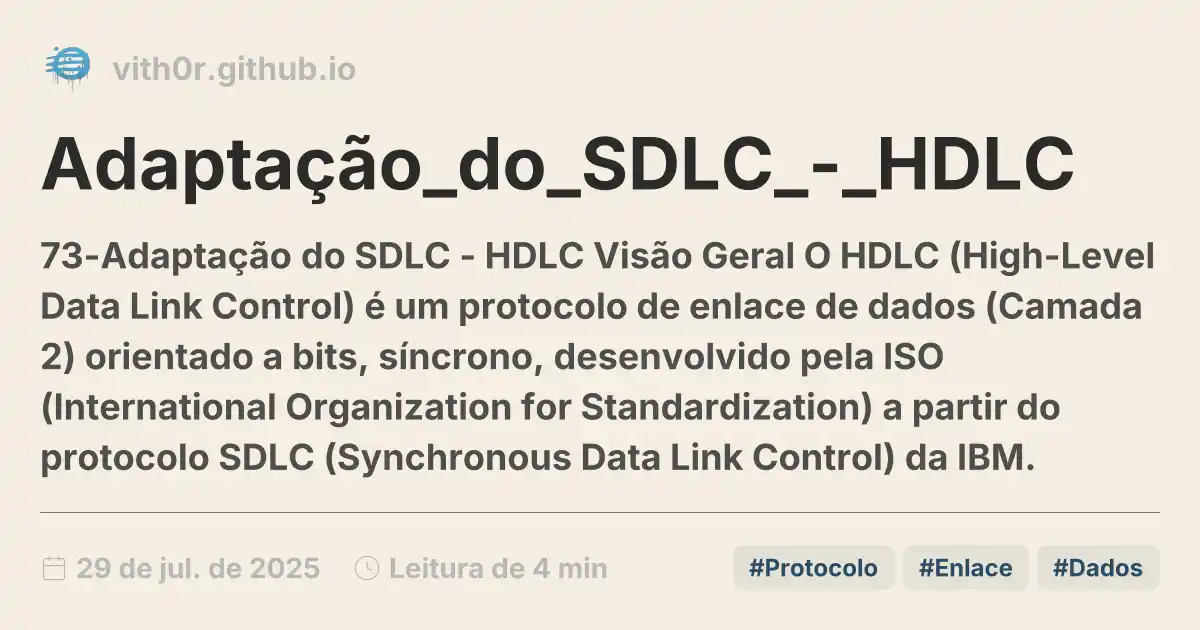 vith0r.github.io
Adaptação_do_SDLC_-_HDLC
73-Adaptação do SDLC - HDLC Visão Geral O HDLC (High-Level
Data Link Control) é um protocolo de enlace de dados (Camada
2) orientado a bits, síncrono, desenvolvido pela ISO
(International Organization for Standardization) a partir do
protocolo SDLC (Synchronous Data Link Control) da IBM.
29 de jul. de 2025 Leitura de 4 min #Protocolo #Enlace #Dados